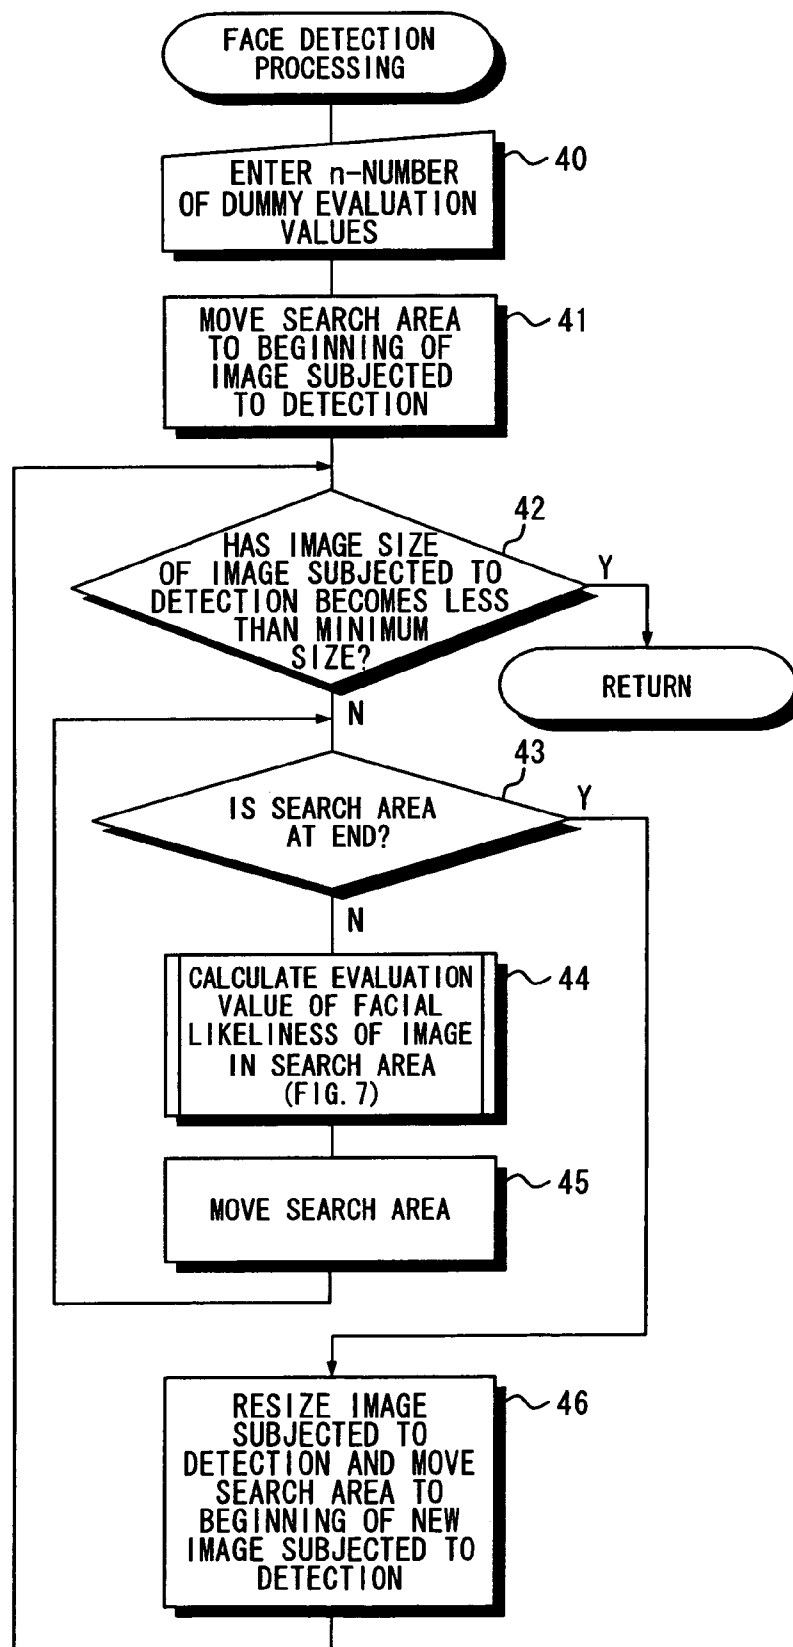 FACE DETECTION
PROCESSING
ENTER n-NUMBER
OF DUMMY EVALUATION
VALUES
40
MOVE SEARCH AREA
TO BEGINNING OF
IMAGE SUBJECTED
TO DETECTION
41
HAS IMAGE SIZE
OF IMAGE SUBJECTED TO
DETECTION BECOMES LESS
THAN MINIMUM
SIZE?
42
Y
RETURN
N
IS SEARCH AREA
AT END?
43
Y
N
CALCULATE EVALUATION
VALUE OF FACIAL
LIKELINESS OF IMAGE
IN SEARCH AREA
(FIG. 7)
44
MOVE SEARCH AREA
45
RESIZE IMAGE
SUBJECTED TO
DETECTION AND MOVE
SEARCH AREA TO
BEGINNING OF NEW
IMAGE SUBJECTED TO
DETECTION
46